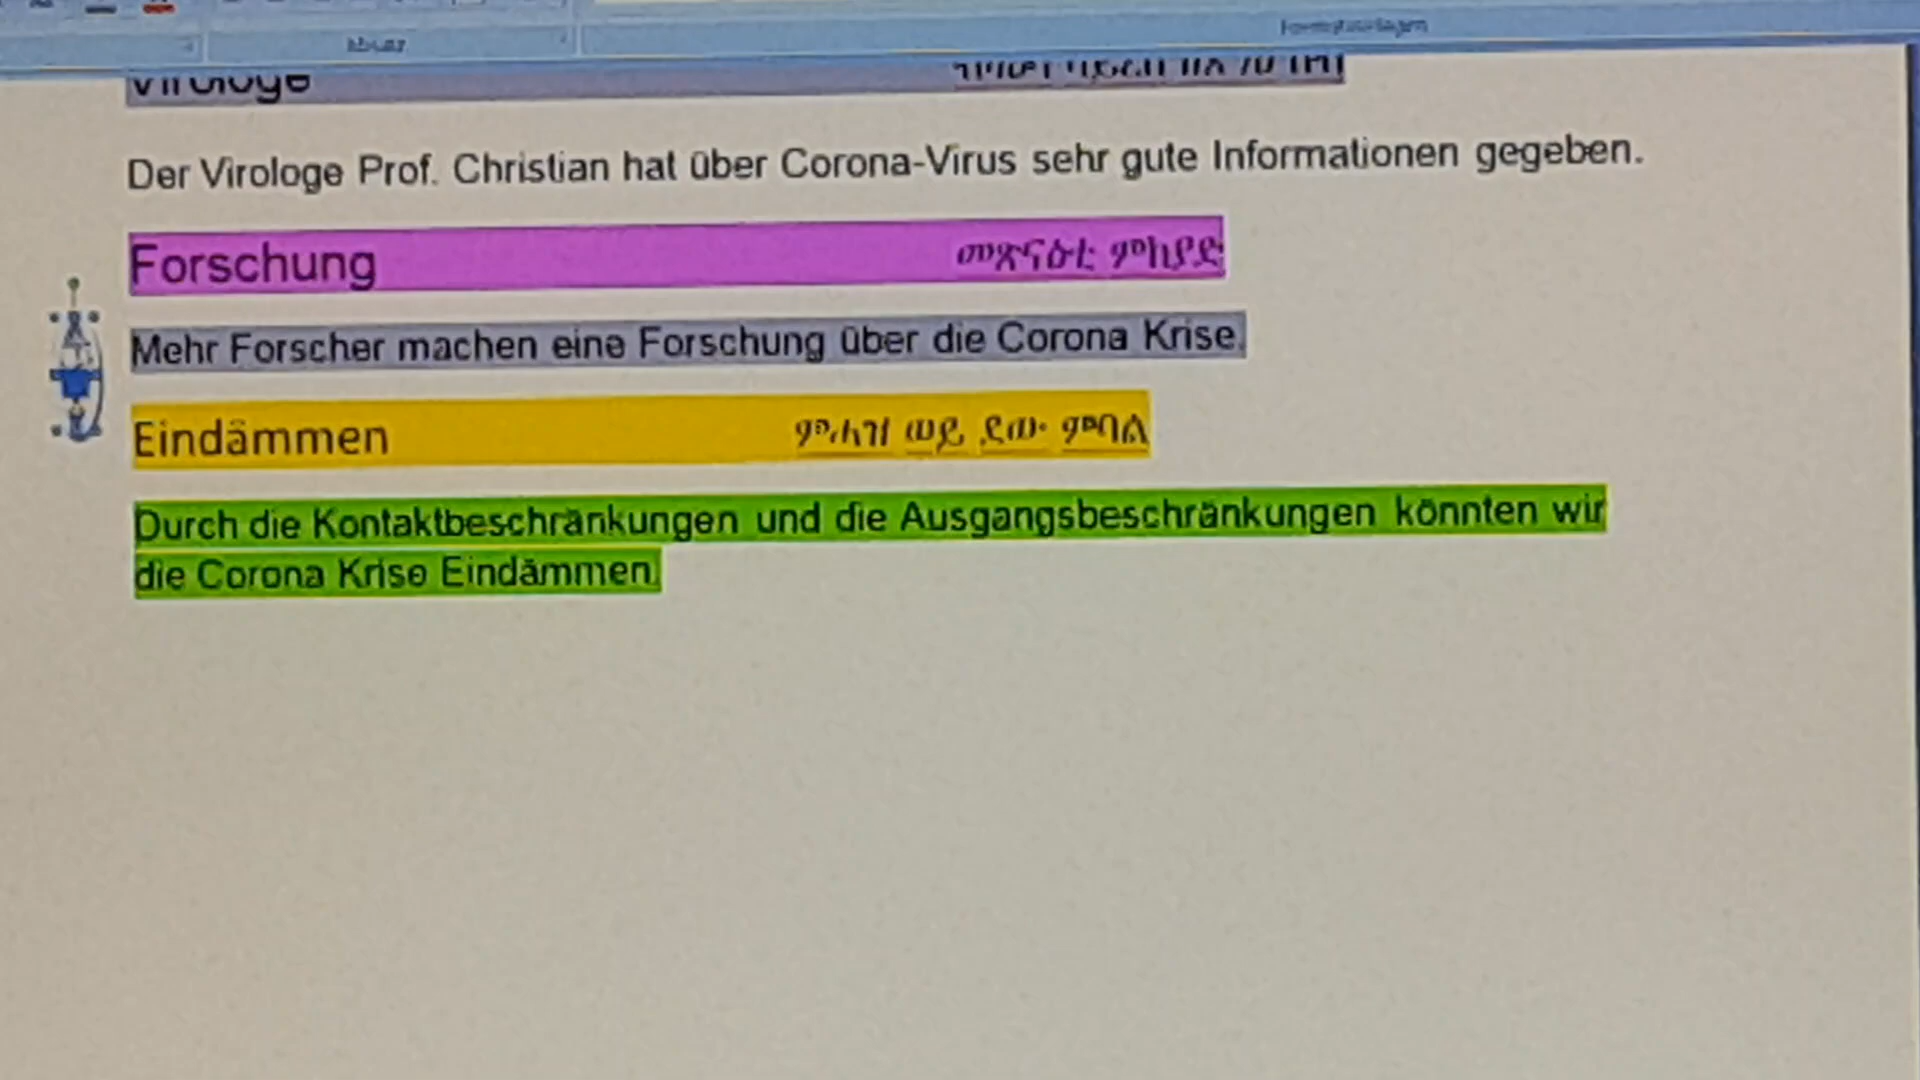 Virologe
Der Virologe Prof. Christian hat über Corona-Virus sehr gute Informationen gegeben.
Forschung መጽናዕቲ ምክያድ
Mehr Forscher machen eine Forschung über die Corona Krise.
Eindämmen ምሓዝ ወይ ደው ምባል
Durch die Kontaktbeschränkungen und die Ausgangsbeschränkungen könnten wir
die Corona Krise Eindämmen.